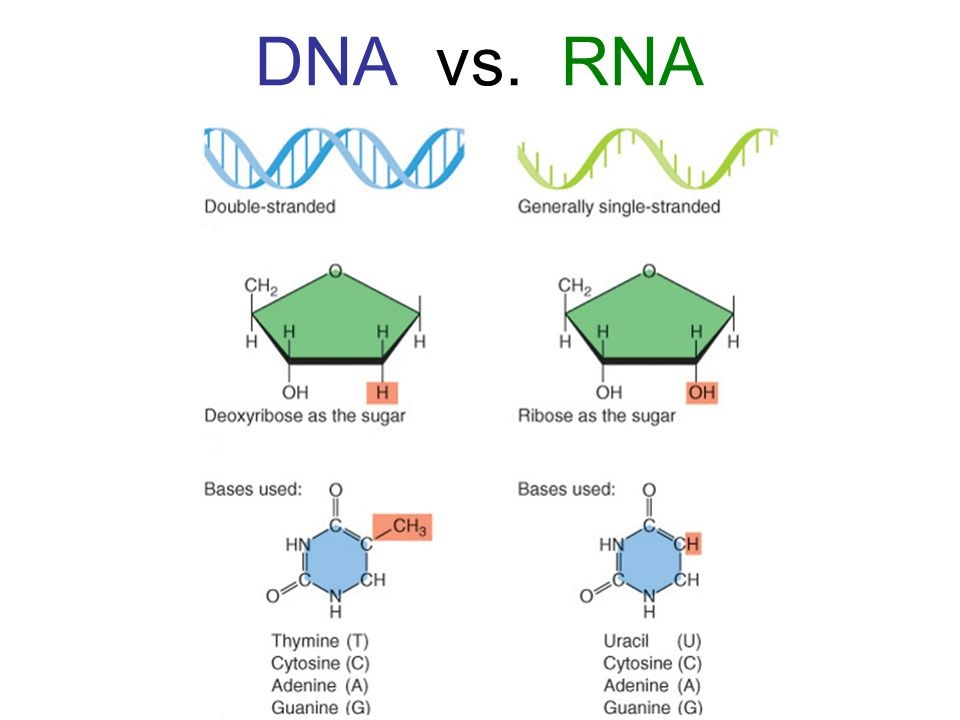 DNA vs. RNA
Double-stranded
Generally single-stranded
O
CH₂
H
H
H
H
OH
H
Deoxyribose as the sugar
O
CH₂
H
H
H
H
OH
OH
Ribose as the sugar
Bases used:
O
C
CH₃
HN
C
C
CH
O
N
H
Thymine (T)
Cytosine (C)
Adenine (A)
Guanine (G)
Bases used:
O
C
HN
CH
C
CH
O
N
H
Uracil (U)
Cytosine (C)
Adenine (A)
Guanine (G)